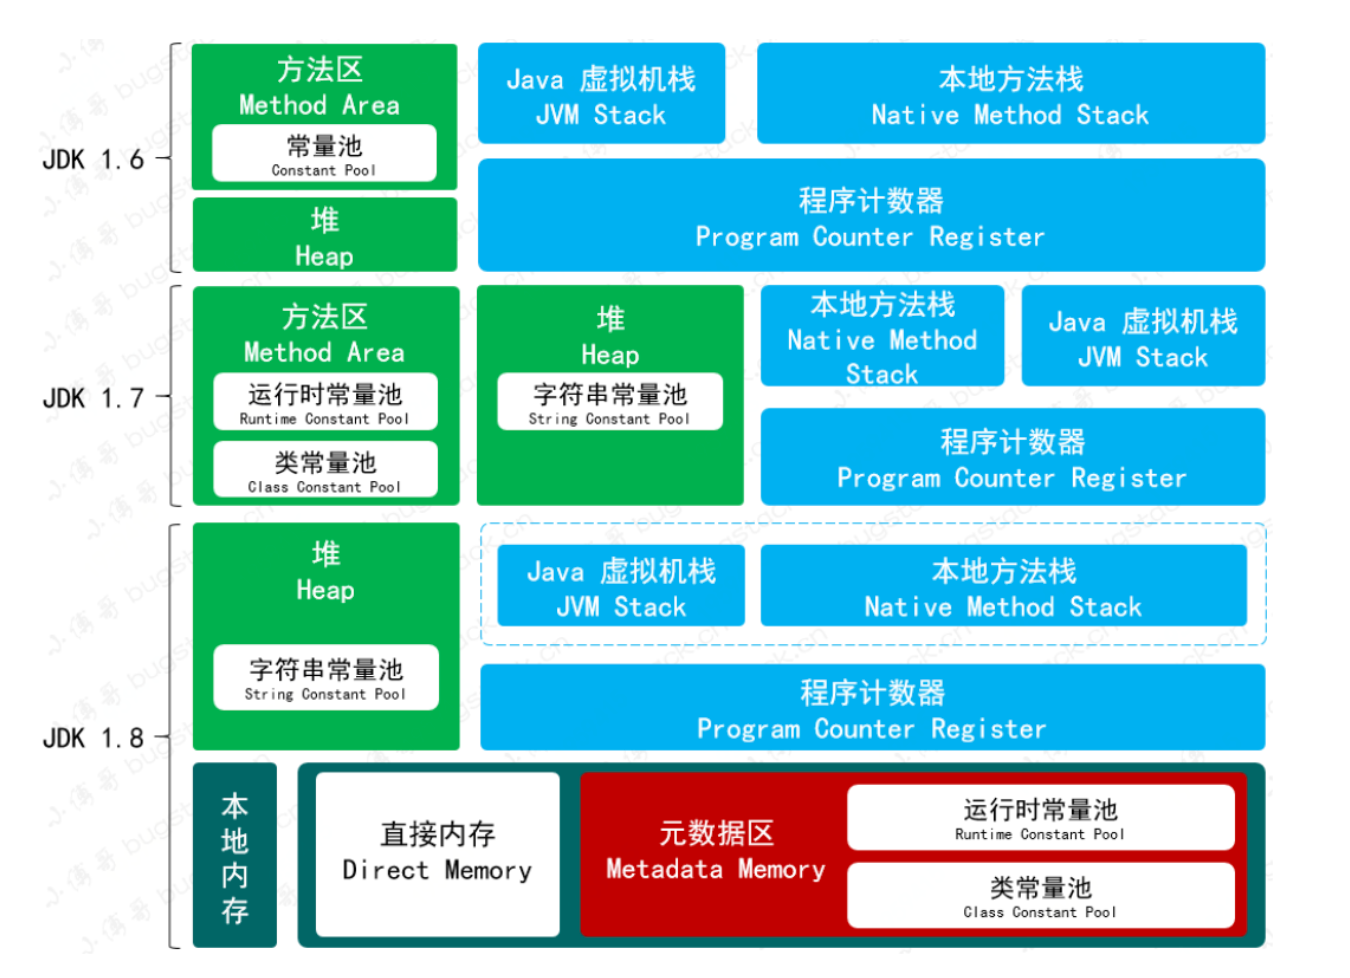 JDK 1.6
方法区
Method Area
常量池
Constant Pool
堆
Heap
Java 虚拟机栈
JVM Stack
本地方法栈
Native Method Stack
程序计数器
Program Counter Register
JDK 1.7
方法区
Method Area
运行时常量池
Runtime Constant Pool
类常量池
Class Constant Pool
堆
Heap
字符串常量池
String Constant Pool
本地方法栈
Native Method
Stack
Java 虚拟机栈
JVM Stack
程序计数器
Program Counter Register
JDK 1.8
堆
Heap
字符串常量池
String Constant Pool
Java 虚拟机栈
JVM Stack
本地方法栈
Native Method Stack
程序计数器
Program Counter Register
本地内存
直接内存
Direct Memory
元数据区
Metadata Memory
运行时常量池
Runtime Constant Pool
类常量池
Class Constant Pool